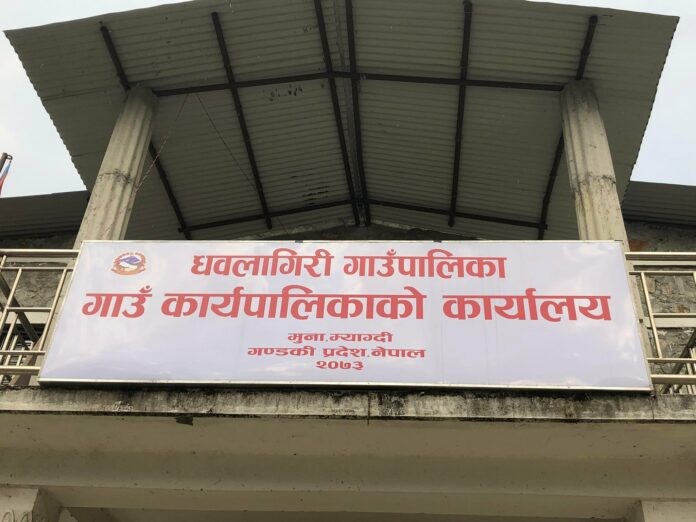 धवलागिरी गाउँपालिका
गाउँ कार्यपालिकाको कार्यालय
मुना, म्याग्दी
गण्डकी प्रदेश, नेपाल
२०७३